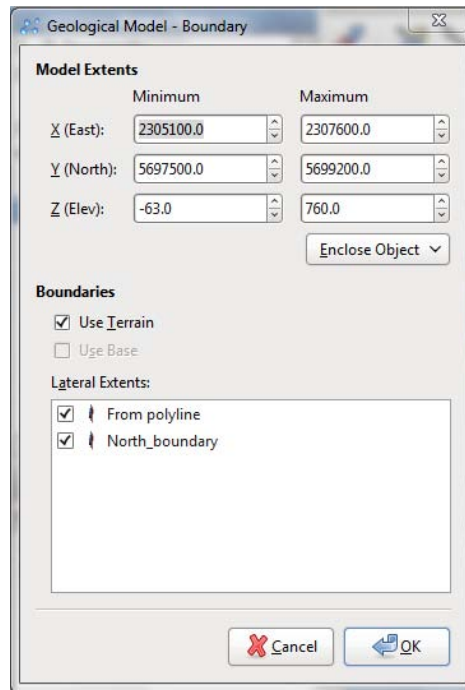 Geological Model - Boundary
Model Extents
Minimum Maximum
X (East): 2305100.0 2307600.0
Y (North): 5697500.0 5699200.0
Z (Elev): -63.0 760.0
Enclose Object
Boundaries
Use Terrain
Use Base
Lateral Extents:
From polyline
North_boundary
Cancel OK